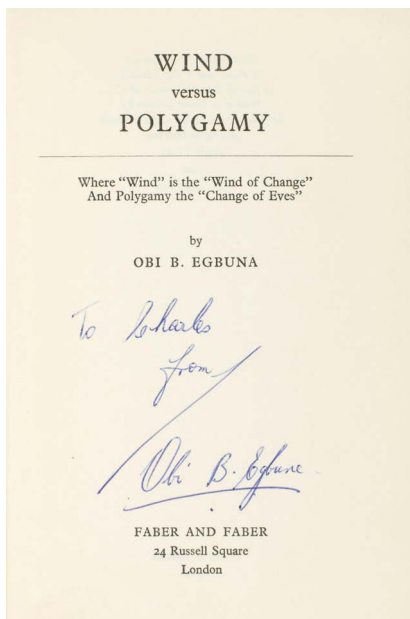 WIND
versus
POLYGAMY
Where “Wind” is the “Wind of Change”
And Polygamy the “Change of Eves”
by
OBI B. EGBUNA
To Charles
from
Obi B. Egbuna
FABER AND FABER
24 Russell Square
London